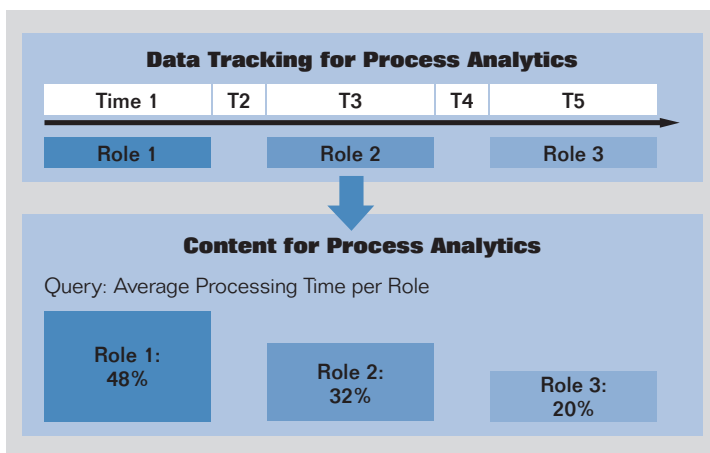 Data Tracking for Process Analytics
Time 1 T2 T3 T4 T5
Role 1 Role 2 Role 3
Content for Process Analytics
Query: Average Processing Time per Role
Role 1:
48%
Role 2:
32%
Role 3:
20%